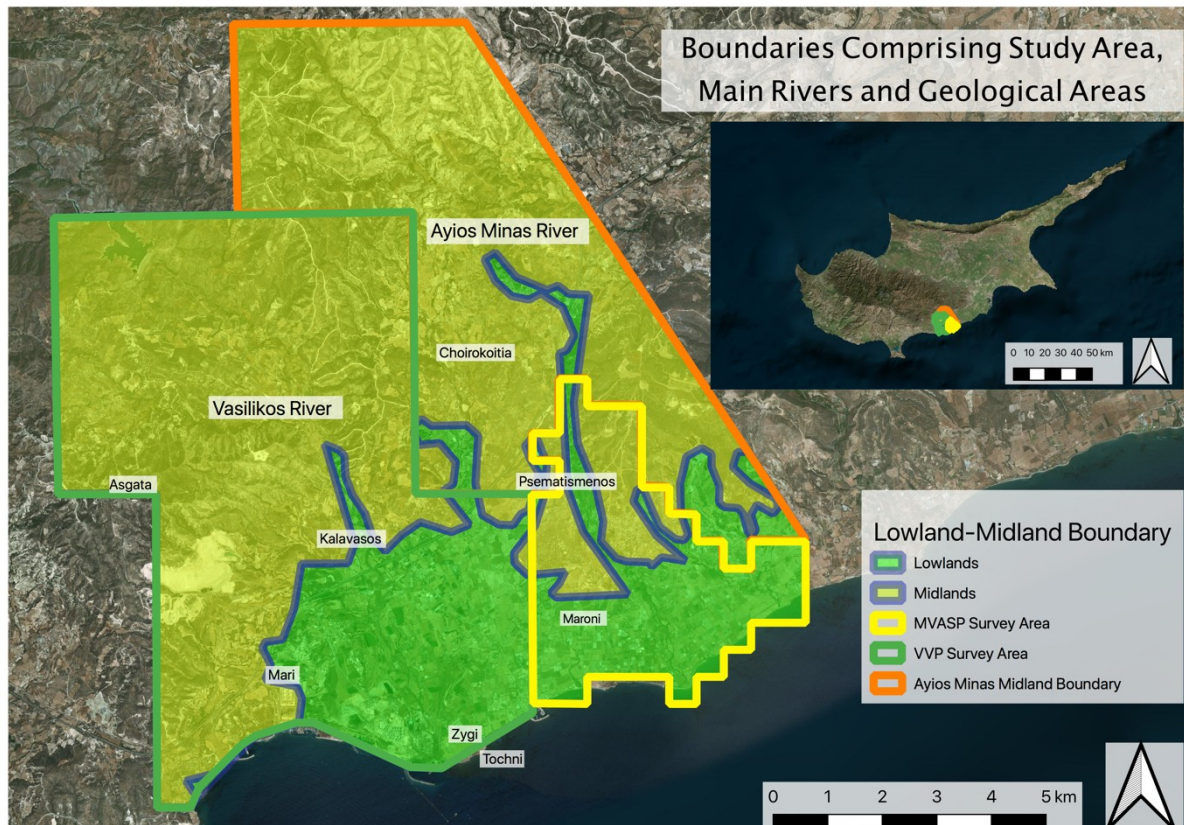 Boundaries Comprising Study Area,
Main Rivers and Geological Areas
0 10 20 30 40 50 km
Ayios Minas River
Choirokoitia
Vasilikos River
Asgata
Psematismenos
Kalavasos
Maroni
Mari
Zygi
Tochni
Lowland-Midland Boundary
Lowlands
Midlands
MVASP Survey Area
VVP Survey Area
Ayios Minas Midland Boundary
0 1 2 3 4 5 km